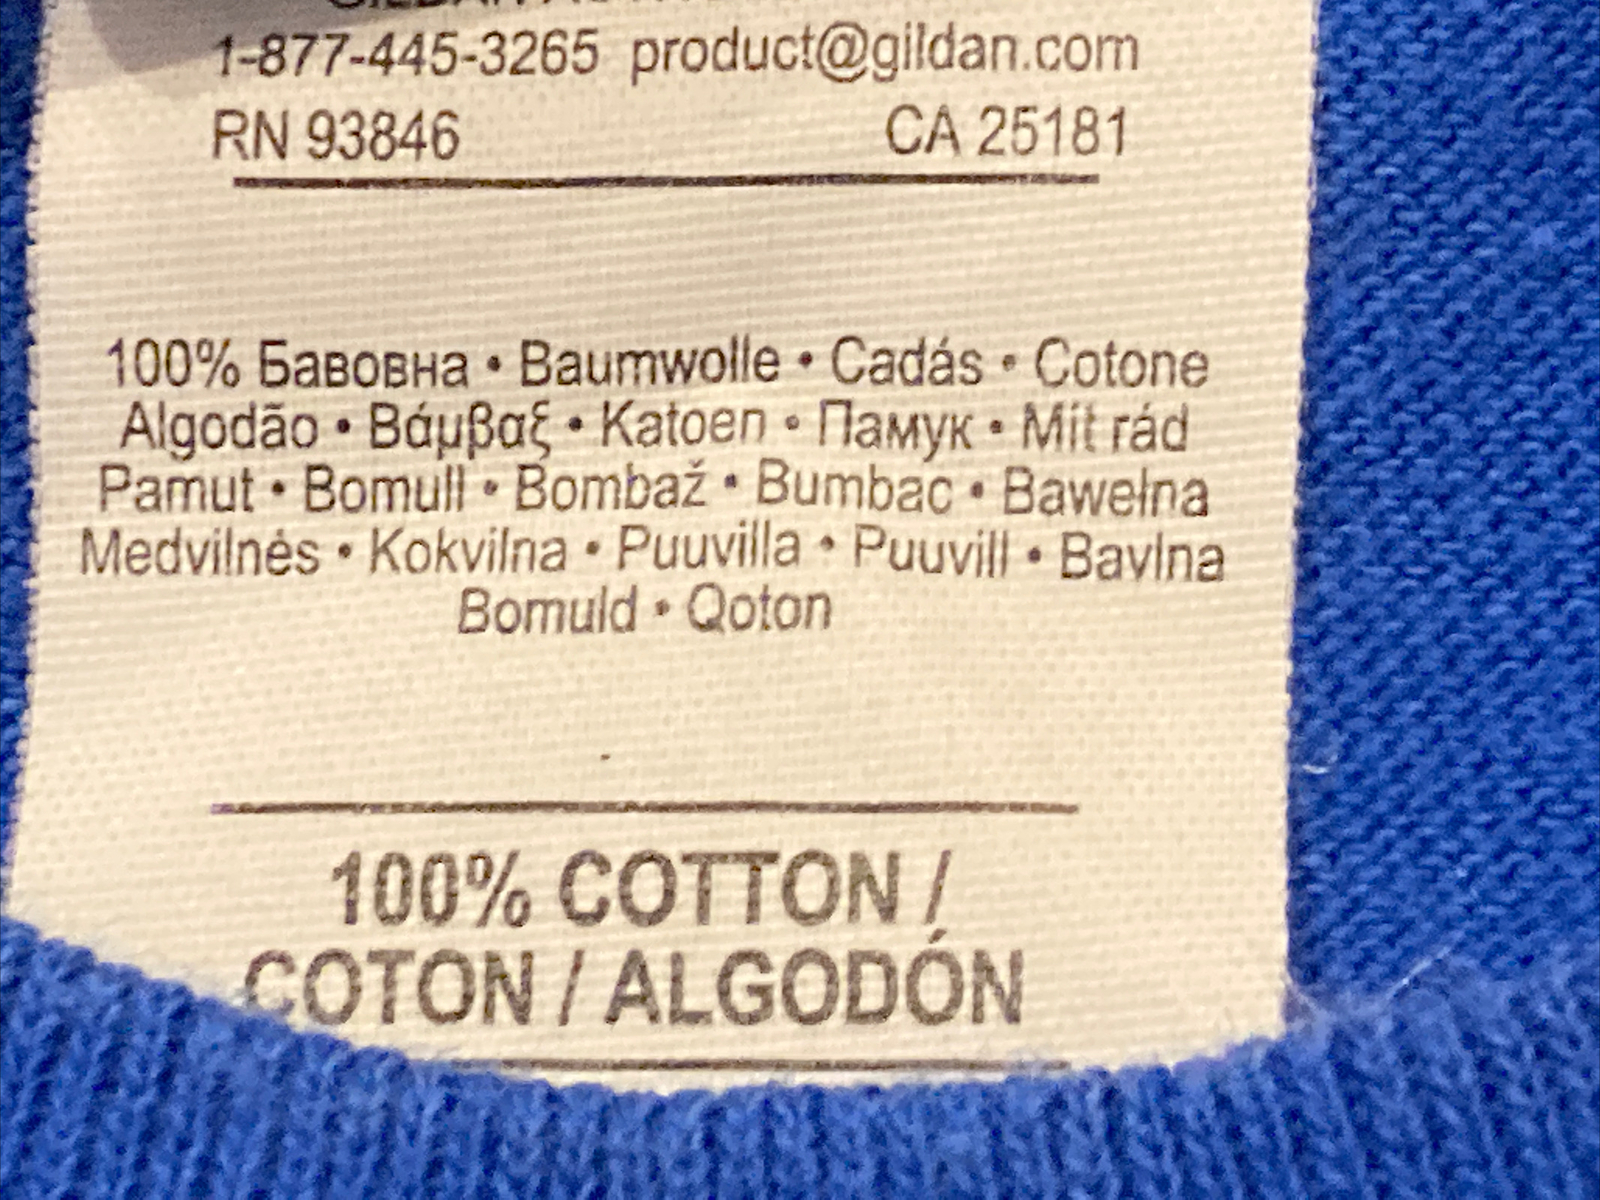 1-877-445-3265 product@gildan.com
RN 93846 CA 25181
100% Бавовна • Baumwolle • Cadás • Cotone
Algodão • Βάμβαξ • Katoen • Памук • Mit rád
Pamut • Bomull • Bombaž • Bumbac • Bawełna
Medvilnės • Kokvilna • Puuvilla • Puuvill • Bavlna
Bomuld • Qoton
100% COTTON /
COTON / ALGODÓN